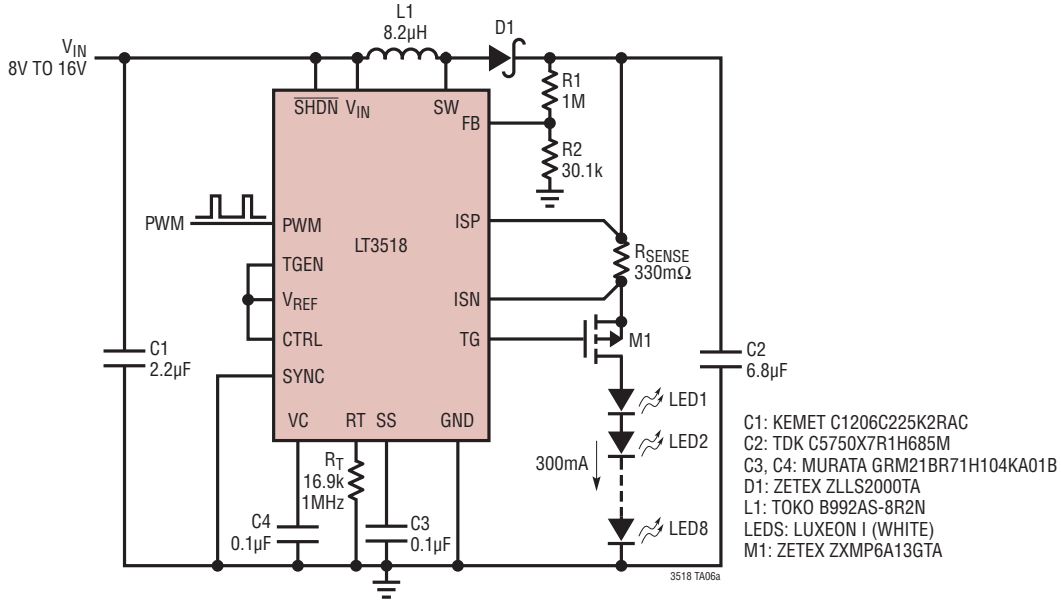 L1
8.2µH
D1
VIN
8V TO 16V
R1
1M
SHDN VIN SW
FB
R2
30.1k
PWM
PWM
ISP
LT3518
RSENSE
330mΩ
TGEN
VREF
ISN
CTRL
TG
M1
C1
2.2µF
C2
6.8µF
SYNC
LED1
VC RT SS GND
LED2
300mA
RT
16.9k
1MHz
C4
0.1µF
C3
0.1µF
LED8
3518 TA06a
C1: KEMET C1206C225K2RAC
C2: TDK C5750X7R1H685M
C3, C4: MURATA GRM21BR71H104KA01B
D1: ZETEX ZLLS2000TA
L1: TOKO B992AS-8R2N
LEDS: LUXEON I (WHITE)
M1: ZETEX ZXMP6A13GTA